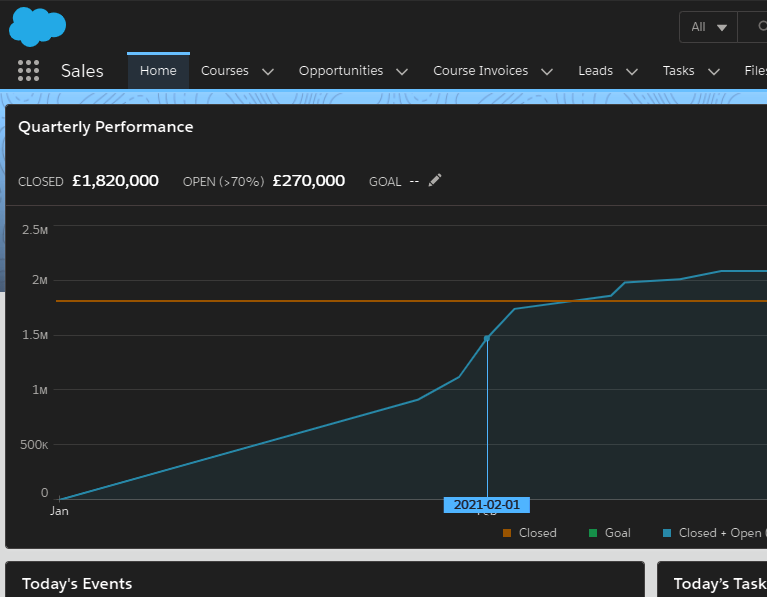 All
Sales Home Courses Opportunities Course Invoices Leads Tasks Files
Quarterly Performance
CLOSED £1,820,000 OPEN (>70%) £270,000 GOAL --
2.5M
2M
1.5M
1M
500K
0
Jan 2021-02-01
Closed Goal Closed + Open (
Today's Events Today's Task